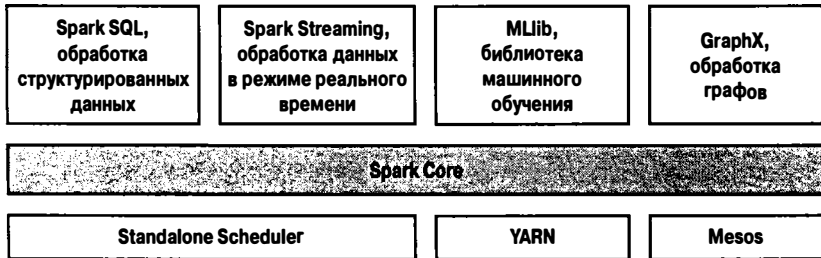 Spark SQL,
обработка
структурированных
данных
Spark Streaming,
обработка данных
в режиме реального
времени
MLlib,
библиотека
машинного
обучения
GraphX,
обработка
графов
Spark Core
Standalone Scheduler
YARN
Mesos